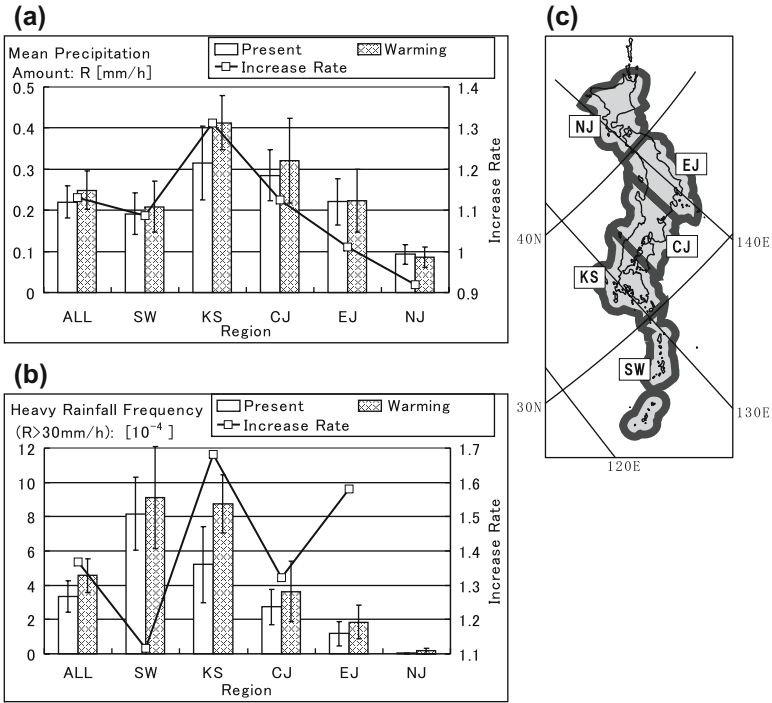 (a)
Mean Precipitation
Amount: R [mm/h]
Present
Warming
Increase Rate
0.5
0.4
0.3
0.2
0.1
0
1.4
1.3
1.2
1.1
1
0.9
Increase Rate
ALL SW KS CJ EJ NJ
Region
(b)
Heavy Rainfall Frequency
(R>30mm/h): [10⁻⁴ ]
Present
Warming
Increase Rate
12
10
8
6
4
2
0
1.7
1.6
1.5
1.4
1.3
1.2
1.1
Increase Rate
ALL SW KS CJ EJ NJ
Region
(c)
NJ
EJ
CJ
KS
SW
40N
30N
120E
140E
130E